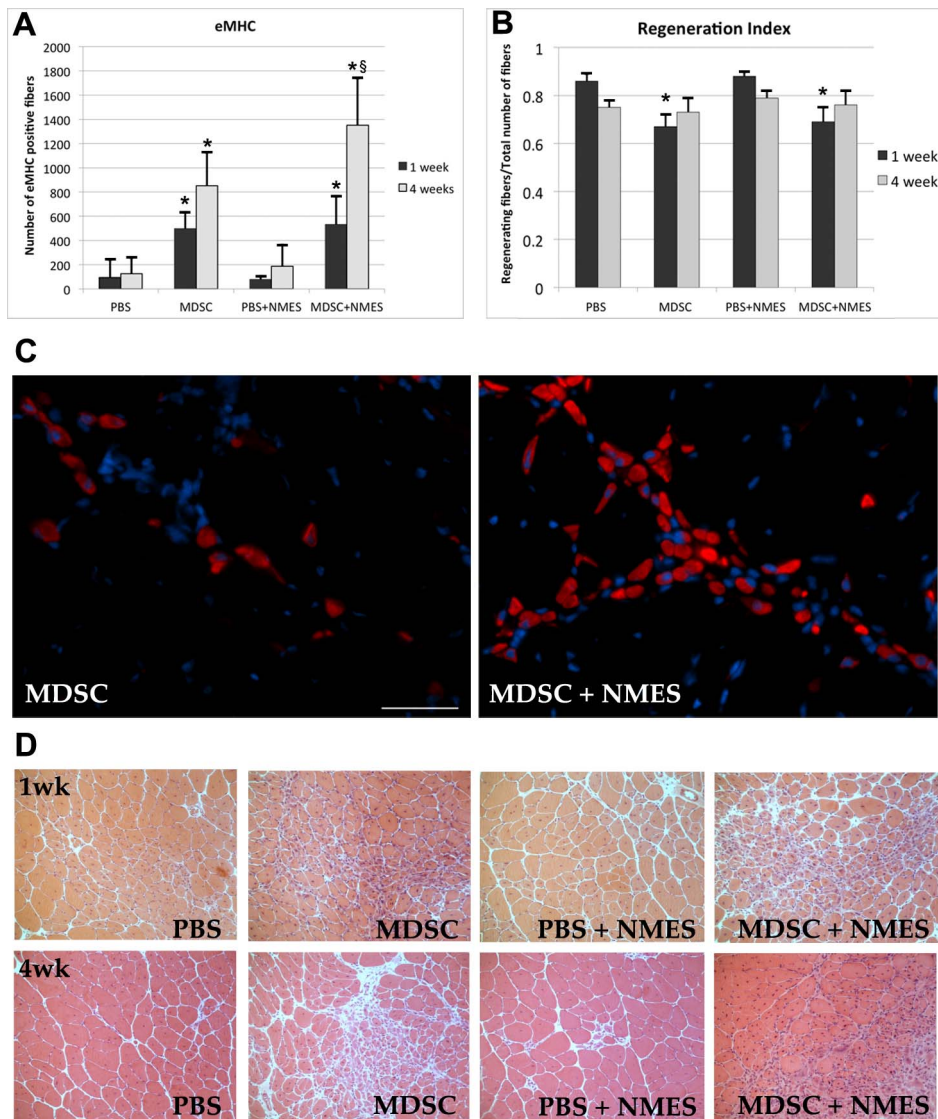 A
eMHC
Number of eMHC positive fibers
2000
1800
1600
1400
1200
1000
800
600
400
200
0
*
*
*
*
*§
1 week
4 weeks
PBS
MDSC
PBS+NMES
MDSC+NMES
B
Regeneration Index
Regenerating fibers/Total number of fibers
1
0.8
0.6
0.4
0.2
0
*
*
1 week
4 week
PBS
MDSC
PBS+NMES
MDSC+NMES
C
MDSC
MDSC + NMES
D
1wk
PBS
MDSC
PBS + NMES
MDSC + NMES
4wk
PBS
MDSC
PBS + NMES
MDSC + NMES